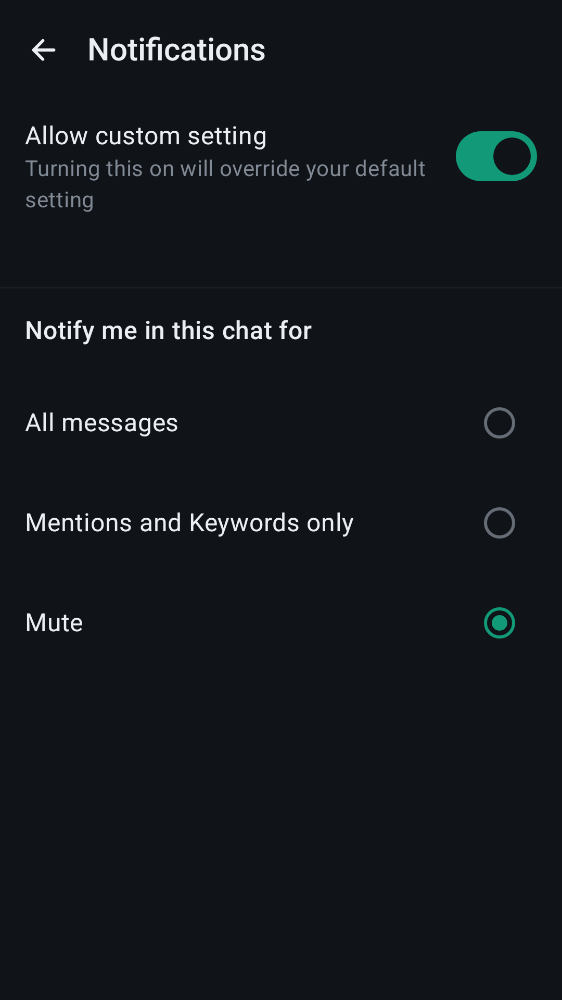 Notifications
Allow custom setting
Turning this on will override your default
setting
Notify me in this chat for
All messages
Mentions and Keywords only
Mute